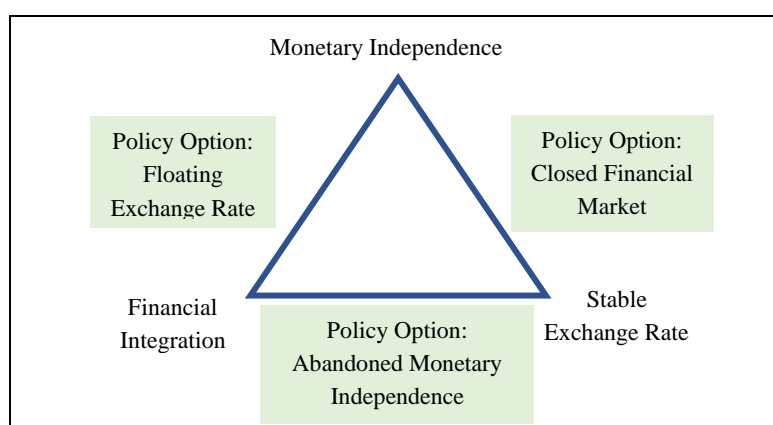 Monetary Independence
Policy Option:
Floating
Exchange Rate
Policy Option:
Closed Financial
Market
Financial
Integration
Stable
Exchange Rate
Policy Option:
Abandoned Monetary
Independence